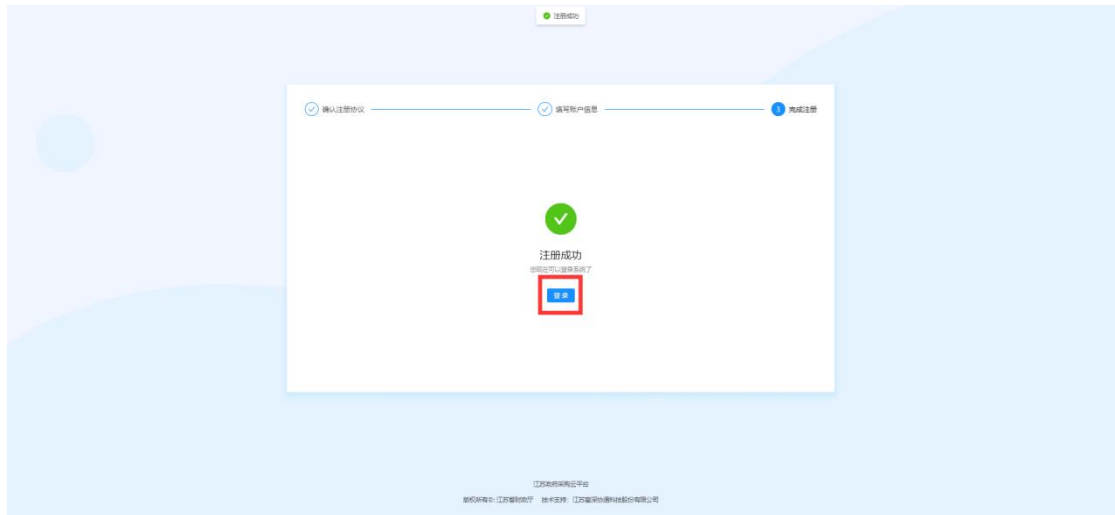 注册成功
确认注册协议 填写账户信息 3 完成注册
注册成功
您现在可以登录系统了
登 录
江苏政府采购云平台
版权所有©江苏省财政厅 技术支持：江苏富深协通科技股份有限公司